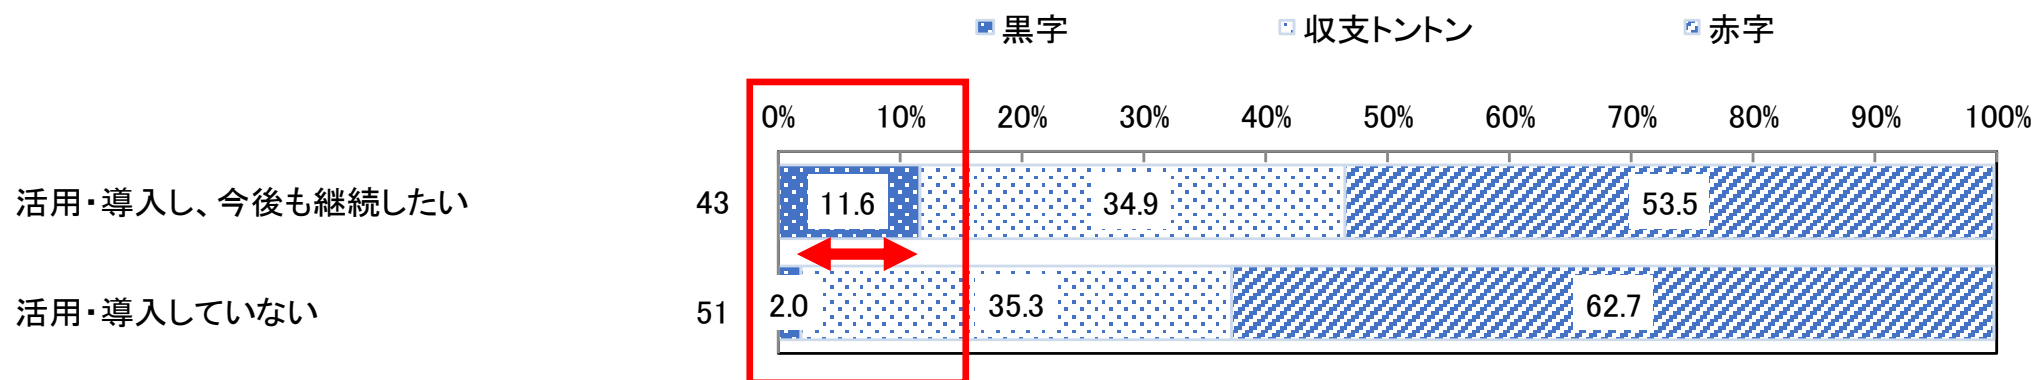 黒字 収支トントン 赤字
0% 10% 20% 30% 40% 50% 60% 70% 80% 90% 100%
活用・導入し、今後も継続したい 43 11.6 34.9 53.5
活用・導入していない 51 2.0 35.3 62.7